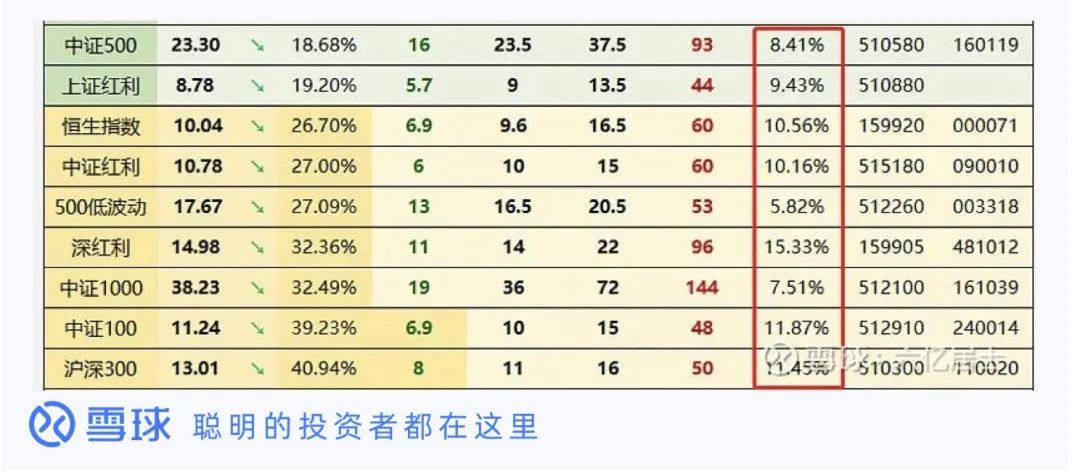 中证500 23.30 ↘ 18.68% 16 23.5 37.5 93 8.41% 510580 160119
上证红利 8.78 ↘ 19.20% 5.7 9 13.5 44 9.43% 510880
恒生指数 10.04 ↘ 26.70% 6.9 9.6 16.5 60 10.56% 159920 000071
中证红利 10.78 ↘ 27.00% 6 10 15 60 10.16% 515180 090010
500低波动 17.67 ↘ 27.09% 13 16.5 20.5 53 5.82% 512260 003318
深红利 14.98 ↘ 32.36% 11 14 22 96 15.33% 159905 481012
中证1000 38.23 ↘ 32.49% 19 36 72 144 7.51% 512100 161039
中证100 11.24 ↘ 39.23% 6.9 10 15 48 11.87% 512910 240014
沪深300 13.01 ↘ 40.94% 8 11 16 50 11.45% 510300 110020
雪球：六亿居士
雪球 聪明的投资者都在这里